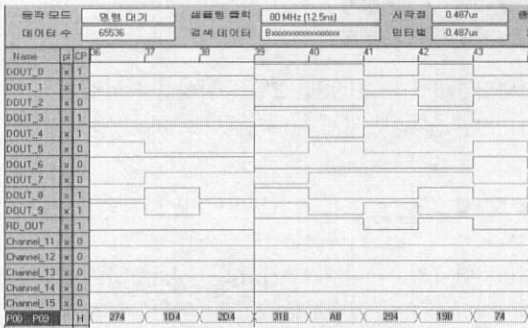 동작 모드 명령 대기 샘플링 클럭 80 MHz (12.5ns) 시작점 0.487us
데이터 수 65536 검색 데이터 Bxxxxxxxxxxxxxxxx 인터벌 -0.487us
Name pl CP 36 37 38 39 40 41 42 43
DOUT_0 x 1
DOUT_1 x 1
DOUT_2 x 0
DOUT_3 x 1
DOUT_4 x 1
DOUT_5 x 0
DOUT_6 x 0
DOUT_7 x 0
DOUT_8 x 1
DOUT_9 x 1
RD_OUT x 1
Channel_11 x 0
Channel_12 x 0
Channel_13 x 0
Channel_14 x 0
Channel_15 x 0
P00...P09 H 274 1D4 2D4 31B AB 294 19B 74